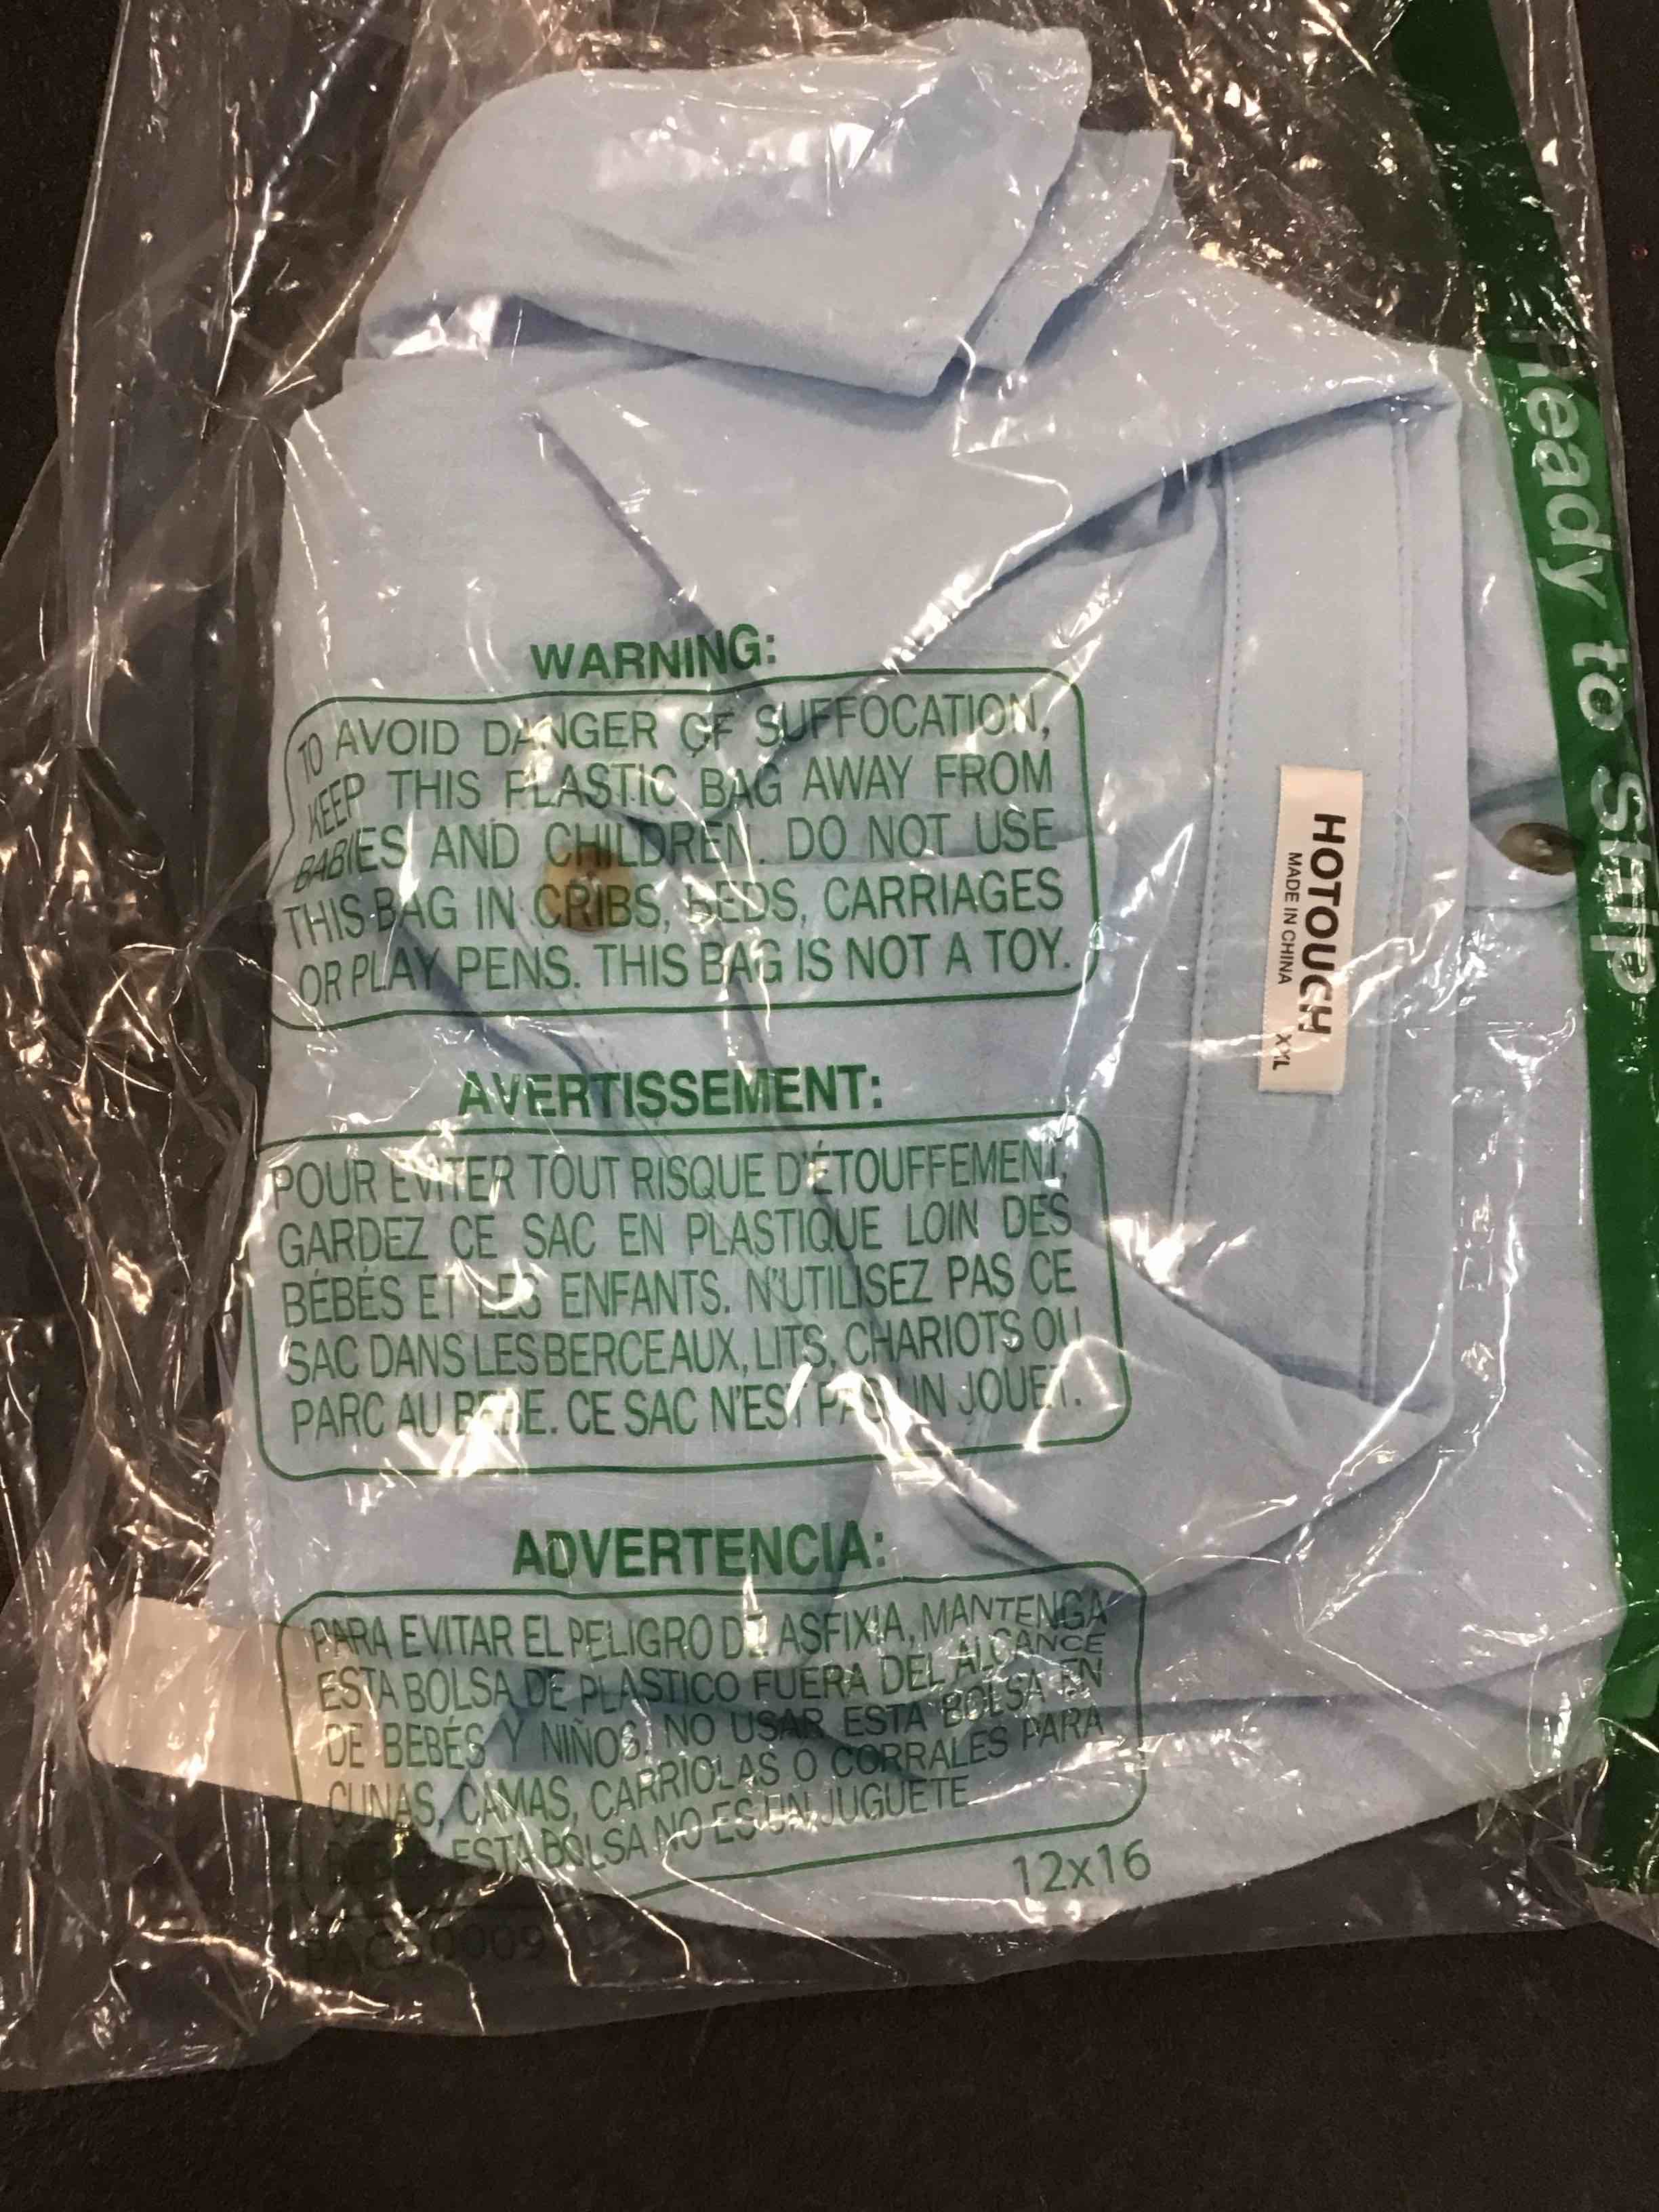 WARNING:
TO AVOID DANGER OF SUFFOCATION,
KEEP THIS PLASTIC BAG AWAY FROM
BABIES AND CHILDREN. DO NOT USE
THIS BAG IN CRIBS, BEDS, CARRIAGES
OR PLAY PENS. THIS BAG IS NOT A TOY.
AVERTISSEMENT:
POUR EVITER TOUT RISQUE D'ÉTOUFFEMENT,
GARDEZ CE SAC EN PLASTIQUE LOIN DES
BÉBÉS ET LES ENFANTS. N'UTILISEZ PAS CE
SAC DANS LES BERCEAUX, LITS, CHARIOTS OU
PARC AU BEBE. CE SAC N'EST PAS UN JOUET.
ADVERTENCIA:
PARA EVITAR EL PELIGRO DE ASFIXIA, MANTENGA
ESTA BOLSA DE PLASTICO FUERA DEL ALCANCE
DE BEBÉS Y NIÑOS. NO USAR ESTA BOLSA EN
CUNAS, CAMAS, CARRIOLAS O CORRALES PARA
ESTA BOLSA NO ES UN JUGUETE
12x16
HOTOUCH
MADE IN CHINA XXL
Ready to Ship